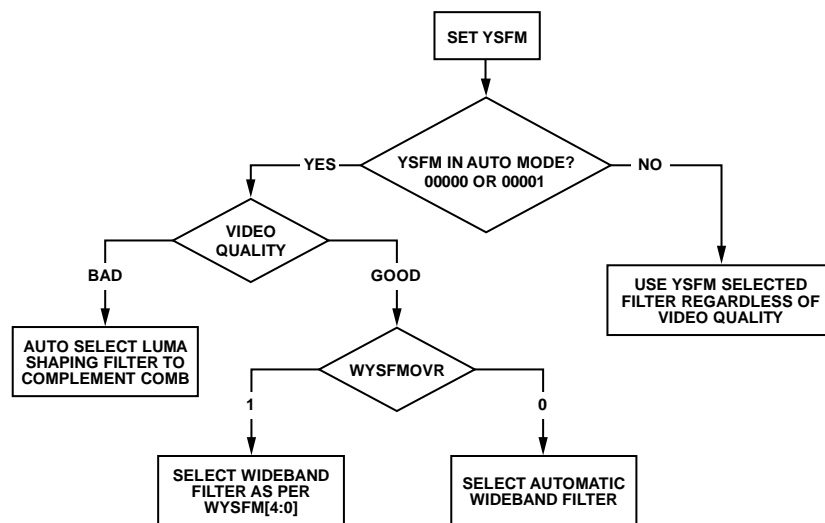 SET YSFM
YSFM IN AUTO MODE?
00000 OR 00001
YES
NO
VIDEO
QUALITY
BAD
GOOD
USE YSFM SELECTED
FILTER REGARDLESS OF
VIDEO QUALITY
AUTO SELECT LUMA
SHAPING FILTER TO
COMPLEMENT COMB
WYSFMOVR
1
0
SELECT WIDEBAND
FILTER AS PER
WYSFM[4:0]
SELECT AUTOMATIC
WIDEBAND FILTER